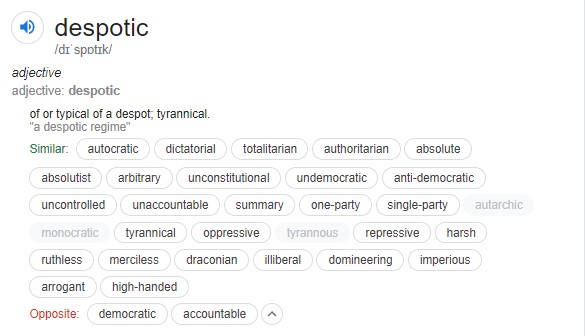 despotic
/dɪˈspɒtɪk/
adjective
adjective: despotic
of or typical of a despot; tyrannical.
"a despotic regime"
Similar: autocratic dictatorial totalitarian authoritarian absolute
absolutist arbitrary unconstitutional undemocratic anti-democratic
uncontrolled unaccountable summary one-party single-party autarchic
monocratic tyrannical oppressive tyrannous repressive harsh
ruthless merciless draconian illiberal domineering imperious
arrogant high-handed
Opposite: democratic accountable